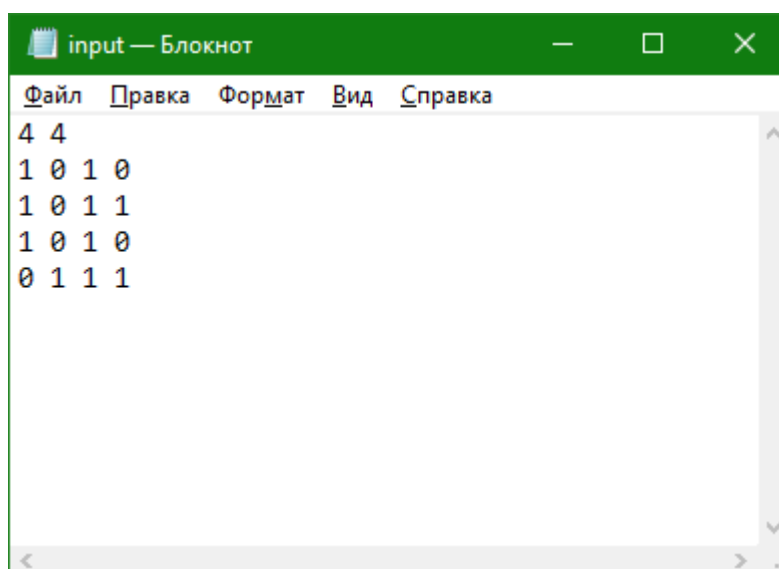 input — Блокнот
Файл Правка Формат Вид Справка
4 4
1 0 1 0
1 0 1 1
1 0 1 0
0 1 1 1